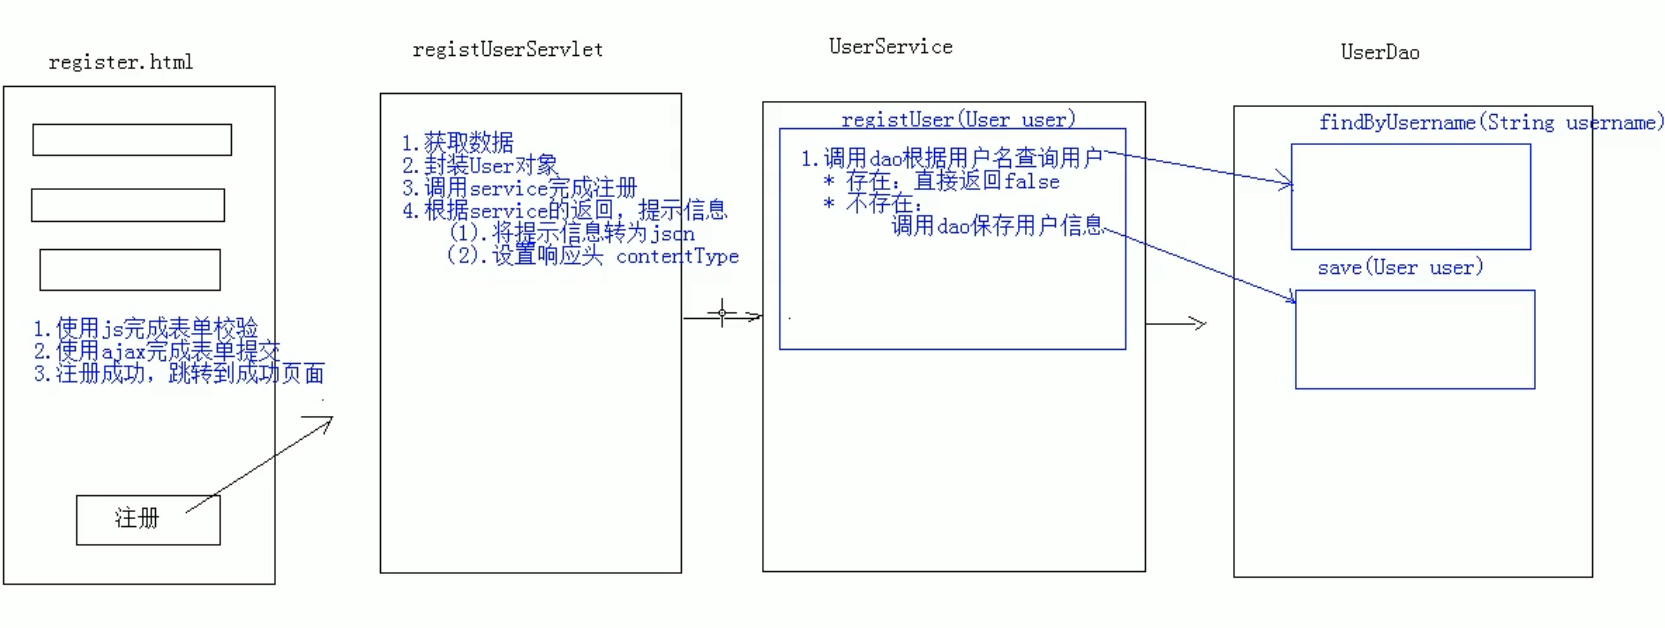 register.html
1.使用js完成表单校验
2.使用ajax完成表单提交
3.注册成功，跳转到成功页面
注册
registUserServlet
1.获取数据
2.封装User对象
3.调用service完成注册
4.根据service的返回，提示信息
(1).将提示信息转为json
(2).设置响应头 contentType
UserService
registUser(User user)
1.调用dao根据用户名查询用户
* 存在：直接返回false
* 不存在：
调用dao保存用户信息
UserDao
findByUsername(String username)
save(User user)